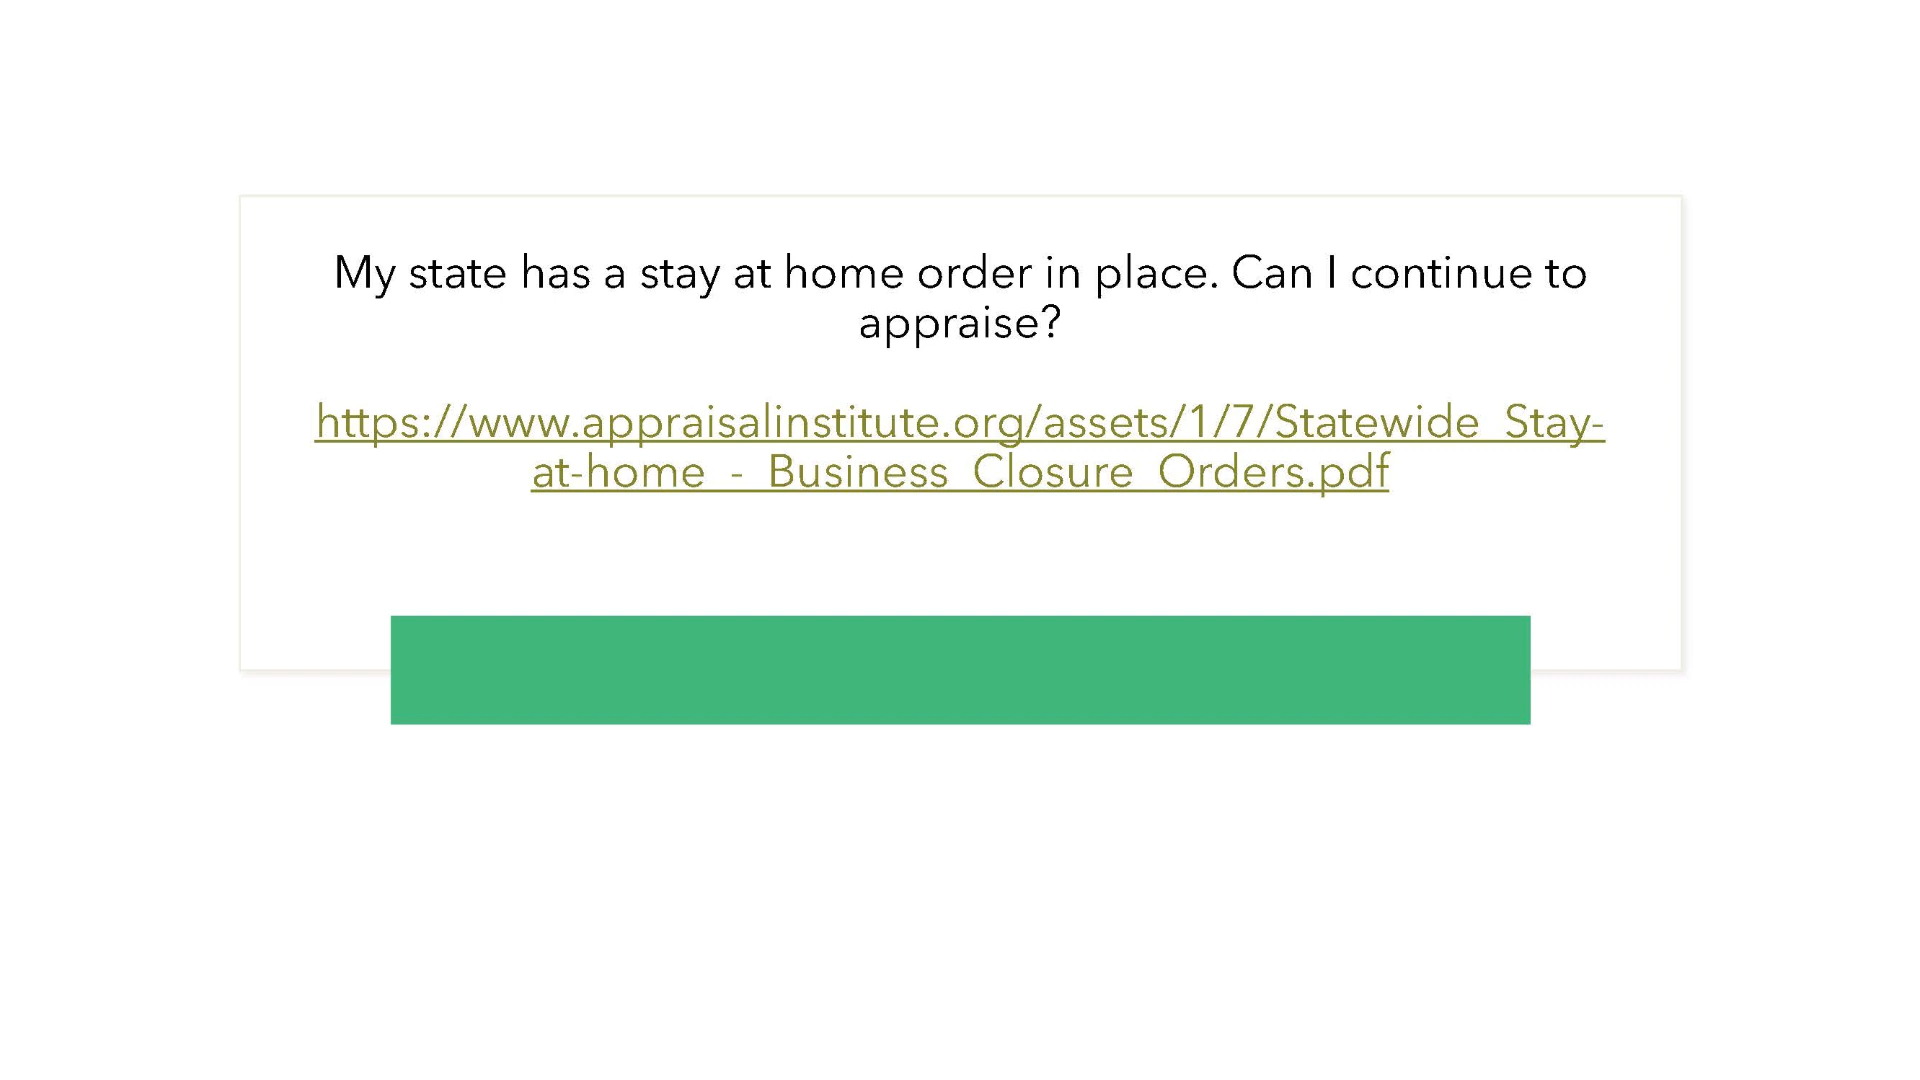 My state has a stay at home order in place. Can I continue to
appraise?
https://www.appraisalinstitute.org/assets/1/7/Statewide_Stay-
at-home_-_Business_Closure_Orders.pdf